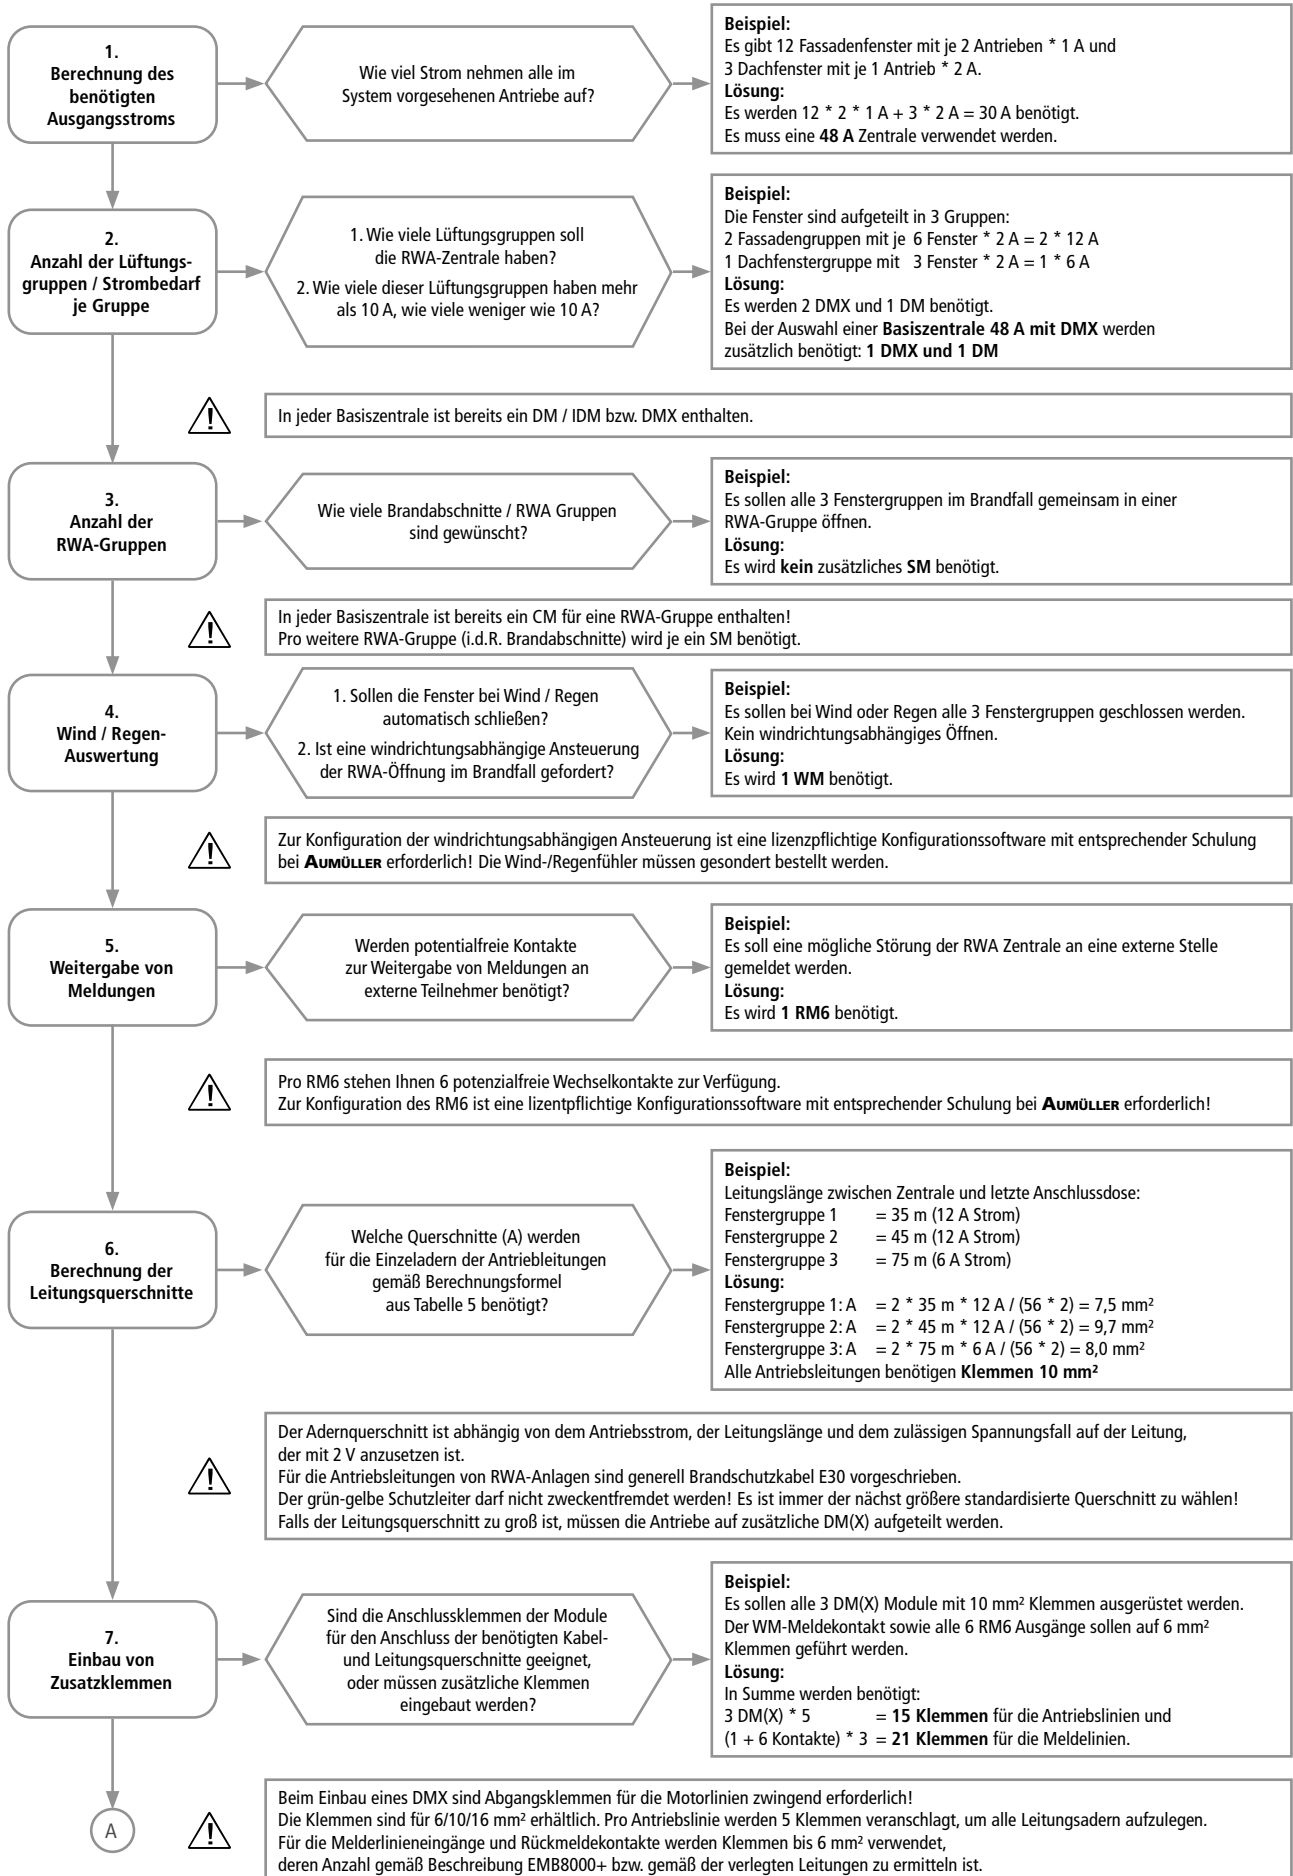 1.
Berechnung des
benötigten
Ausgangsstroms
Wie viel Strom nehmen alle im
System vorgesehenen Antriebe auf?
Beispiel:
Es gibt 12 Fassadenfenster mit je 2 Antrieben * 1 A und
3 Dachfenster mit je 1 Antrieb * 2 A.
Lösung:
Es werden 12 * 2 * 1 A + 3 * 2 A = 30 A benötigt.
Es muss eine 48 A Zentrale verwendet werden.
2.
Anzahl der Lüftungs-
gruppen / Strombedarf
je Gruppe
1. Wie viele Lüftungsgruppen soll
die RWA-Zentrale haben?
2. Wie viele dieser Lüftungsgruppen haben mehr
als 10 A, wie viele weniger wie 10 A?
Beispiel:
Die Fenster sind aufgeteilt in 3 Gruppen:
2 Fassadengruppen mit je 6 Fenster * 2 A = 2 * 12 A
1 Dachfenstergruppe mit 3 Fenster * 2 A = 1 * 6 A
Lösung:
Es werden 2 DMX und 1 DM benötigt.
Bei der Auswahl einer Basiszentrale 48 A mit DMX werden
zusätzlich benötigt: 1 DMX und 1 DM
In jeder Basiszentrale ist bereits ein DM / IDM bzw. DMX enthalten.
3.
Anzahl der
RWA-Gruppen
Wie viele Brandabschnitte / RWA Gruppen
sind gewünscht?
Beispiel:
Es sollen alle 3 Fenstergruppen im Brandfall gemeinsam in einer
RWA-Gruppe öffnen.
Lösung:
Es wird kein zusätzliches SM benötigt.
In jeder Basiszentrale ist bereits ein CM für eine RWA-Gruppe enthalten!
Pro weitere RWA-Gruppe (i.d.R. Brandabschnitte) wird je ein SM benötigt.
4.
Wind / Regen-
Auswertung
1. Sollen die Fenster bei Wind / Regen
automatisch schließen?
2. Ist eine windrichtungsabhängige Ansteuerung
der RWA-Öffnung im Brandfall gefordert?
Beispiel:
Es sollen bei Wind oder Regen alle 3 Fenstergruppen geschlossen werden.
Kein windrichtungsabhängiges Öffnen.
Lösung:
Es wird 1 WM benötigt.
Zur Konfiguration der windrichtungsabhängigen Ansteuerung ist eine lizenzpflichtige Konfigurationssoftware mit entsprechender Schulung
bei AUMÜLLER erforderlich! Die Wind-/Regenfühler müssen gesondert bestellt werden.
5.
Weitergabe von
Meldungen
Werden potentialfreie Kontakte
zur Weitergabe von Meldungen an
externe Teilnehmer benötigt?
Beispiel:
Es soll eine mögliche Störung der RWA Zentrale an eine externe Stelle
gemeldet werden.
Lösung:
Es wird 1 RM6 benötigt.
Pro RM6 stehen Ihnen 6 potenzialfreie Wechselkontakte zur Verfügung.
Zur Konfiguration des RM6 ist eine lizentpflichtige Konfigurationssoftware mit entsprechender Schulung bei AUMÜLLER erforderlich!
6.
Berechnung der
Leitungsquerschnitte
Welche Querschnitte (A) werden
für die Einzeladern der Antriebleitungen
gemäß Berechnungsformel
aus Tabelle 5 benötigt?
Beispiel:
Leitungslänge zwischen Zentrale und letzte Anschlussdose:
Fenstergruppe 1 = 35 m (12 A Strom)
Fenstergruppe 2 = 45 m (12 A Strom)
Fenstergruppe 3 = 75 m (6 A Strom)
Lösung:
Fenstergruppe 1: A = 2 * 35 m * 12 A / (56 * 2) = 7,5 mm²
Fenstergruppe 2: A = 2 * 45 m * 12 A / (56 * 2) = 9,7 mm²
Fenstergruppe 3: A = 2 * 75 m * 6 A / (56 * 2) = 8,0 mm²
Alle Antriebsleitungen benötigen Klemmen 10 mm²
Der Adernquerschnitt ist abhängig von dem Antriebsstrom, der Leitungslänge und dem zulässigen Spannungsfall auf der Leitung,
der mit 2 V anzusetzen ist.
Für die Antriebsleitungen von RWA-Anlagen sind generell Brandschutzkabel E30 vorgeschrieben.
Der grün-gelbe Schutzleiter darf nicht zweckentfremdet werden! Es ist immer der nächst größere standardisierte Querschnitt zu wählen!
Falls der Leitungsquerschnitt zu groß ist, müssen die Antriebe auf zusätzliche DM(X) aufgeteilt werden.
7.
Einbau von
Zusatzklemmen
Sind die Anschlussklemmen der Module
für den Anschluss der benötigten Kabel-
und Leitungsquerschnitte geeignet,
oder müssen zusätzliche Klemmen
eingebaut werden?
Beispiel:
Es sollen alle 3 DM(X) Module mit 10 mm² Klemmen ausgerüstet werden.
Der WM-Meldekontakt sowie alle 6 RM6 Ausgänge sollen auf 6 mm²
Klemmen geführt werden.
Lösung:
In Summe werden benötigt:
3 DM(X) * 5 = 15 Klemmen für die Antriebslinien und
(1 + 6 Kontakte) * 3 = 21 Klemmen für die Meldelinien.
A
Beim Einbau eines DMX sind Abgangsklemmen für die Motorlinien zwingend erforderlich!
Die Klemmen sind für 6/10/16 mm² erhältlich. Pro Antriebslinie werden 5 Klemmen veranschlagt, um alle Leitungsadern aufzulegen.
Für die Melderlinieneingänge und Rückmeldekontakte werden Klemmen bis 6 mm² verwendet,
deren Anzahl gemäß Beschreibung EMB8000+ bzw. gemäß der verlegten Leitungen zu ermitteln ist.